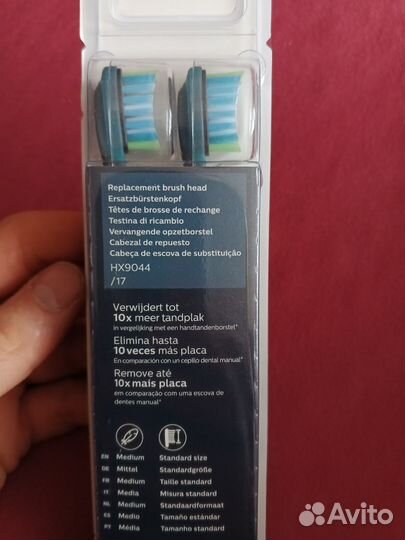 Replacement brush head
Ersatzbürstenkopf
Têtes de brosse de rechange
Testina di ricambio
Vervangende opzetborstel
Cabezal de repuesto
Cabeça de escova de substituição
HX9044
/17
Verwijdert tot
10x meer tandplak
in vergelijking met een handtandenborstel*
Elimina hasta
10 veces más placa
En comparación con un cepillo dental manual*
Remove até
10x mais placa
em comparação com uma escova de
dentes manual*
EN Medium Standard size
DE Mittel Standardgröße
FR Medium Taille standard
IT Media Misura standard
NL Medium Standaardformaat
ES Medio Tamaño estándar
PT Média Tamanho standard
Avito